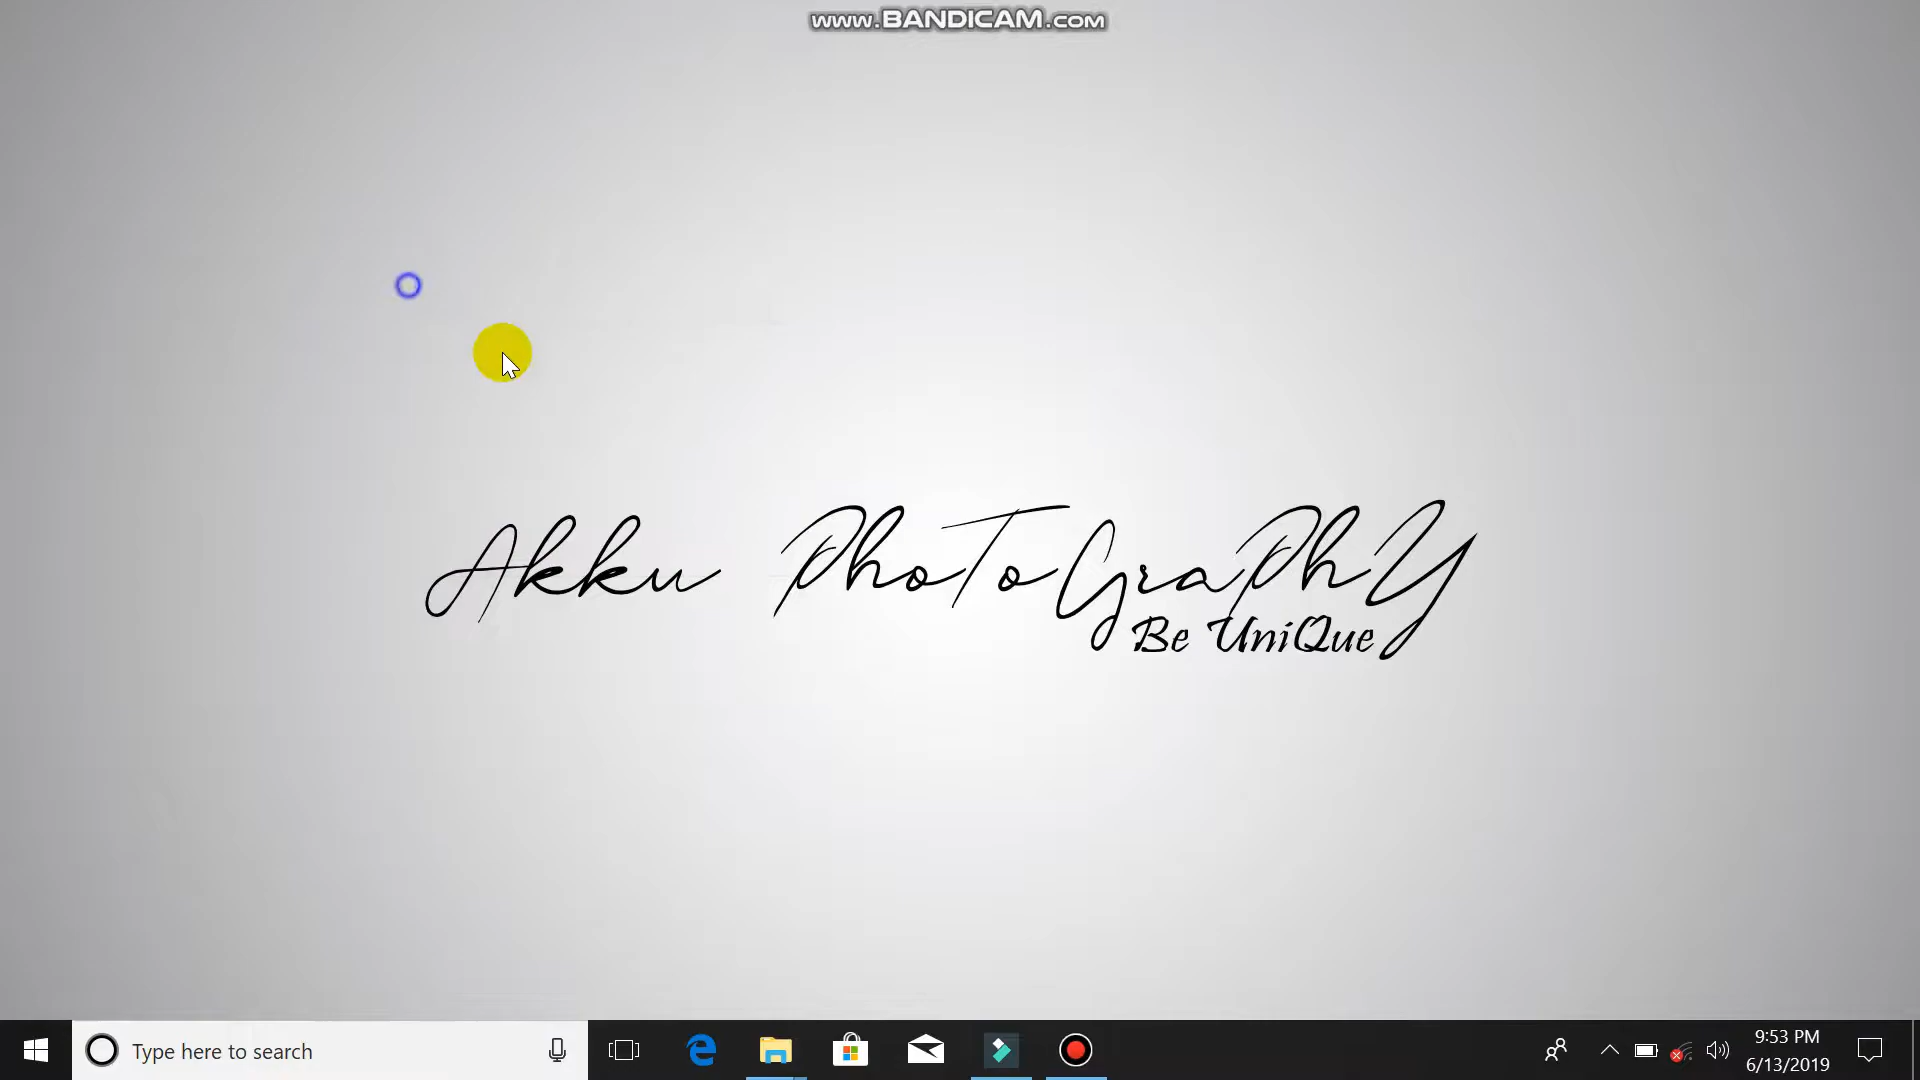 www.BANDICAM.com
Akku PhoToGraPhY
Be UniQue
Type here to search
9:53 PM
6/13/2019